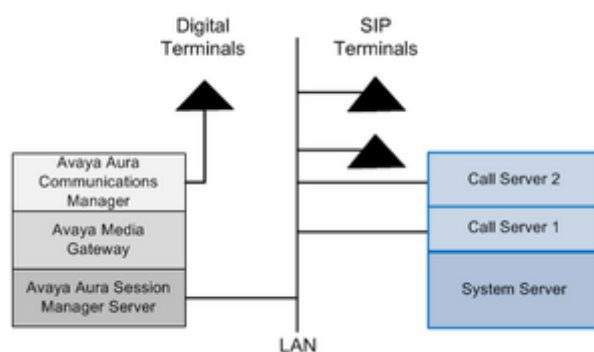 Digital
Terminals
SIP
Terminals
Avaya Aura
Communications
Manager
Avaya Media
Gateway
Avaya Aura Session
Manager Server
Call Server 2
Call Server 1
System Server
LAN